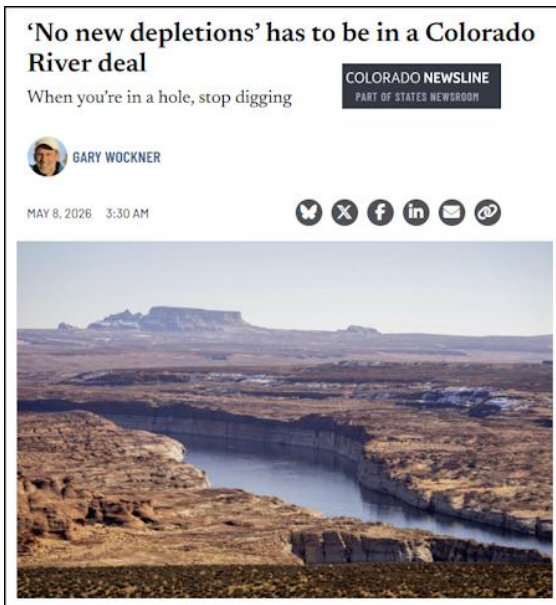 ‘No new depletions’ has to be in a Colorado
River deal
When you’re in a hole, stop digging
COLORADO NEWSLINE
PART OF STATES NEWSROOM
GARY WOCKNER
MAY 8, 2026 3:30 AM